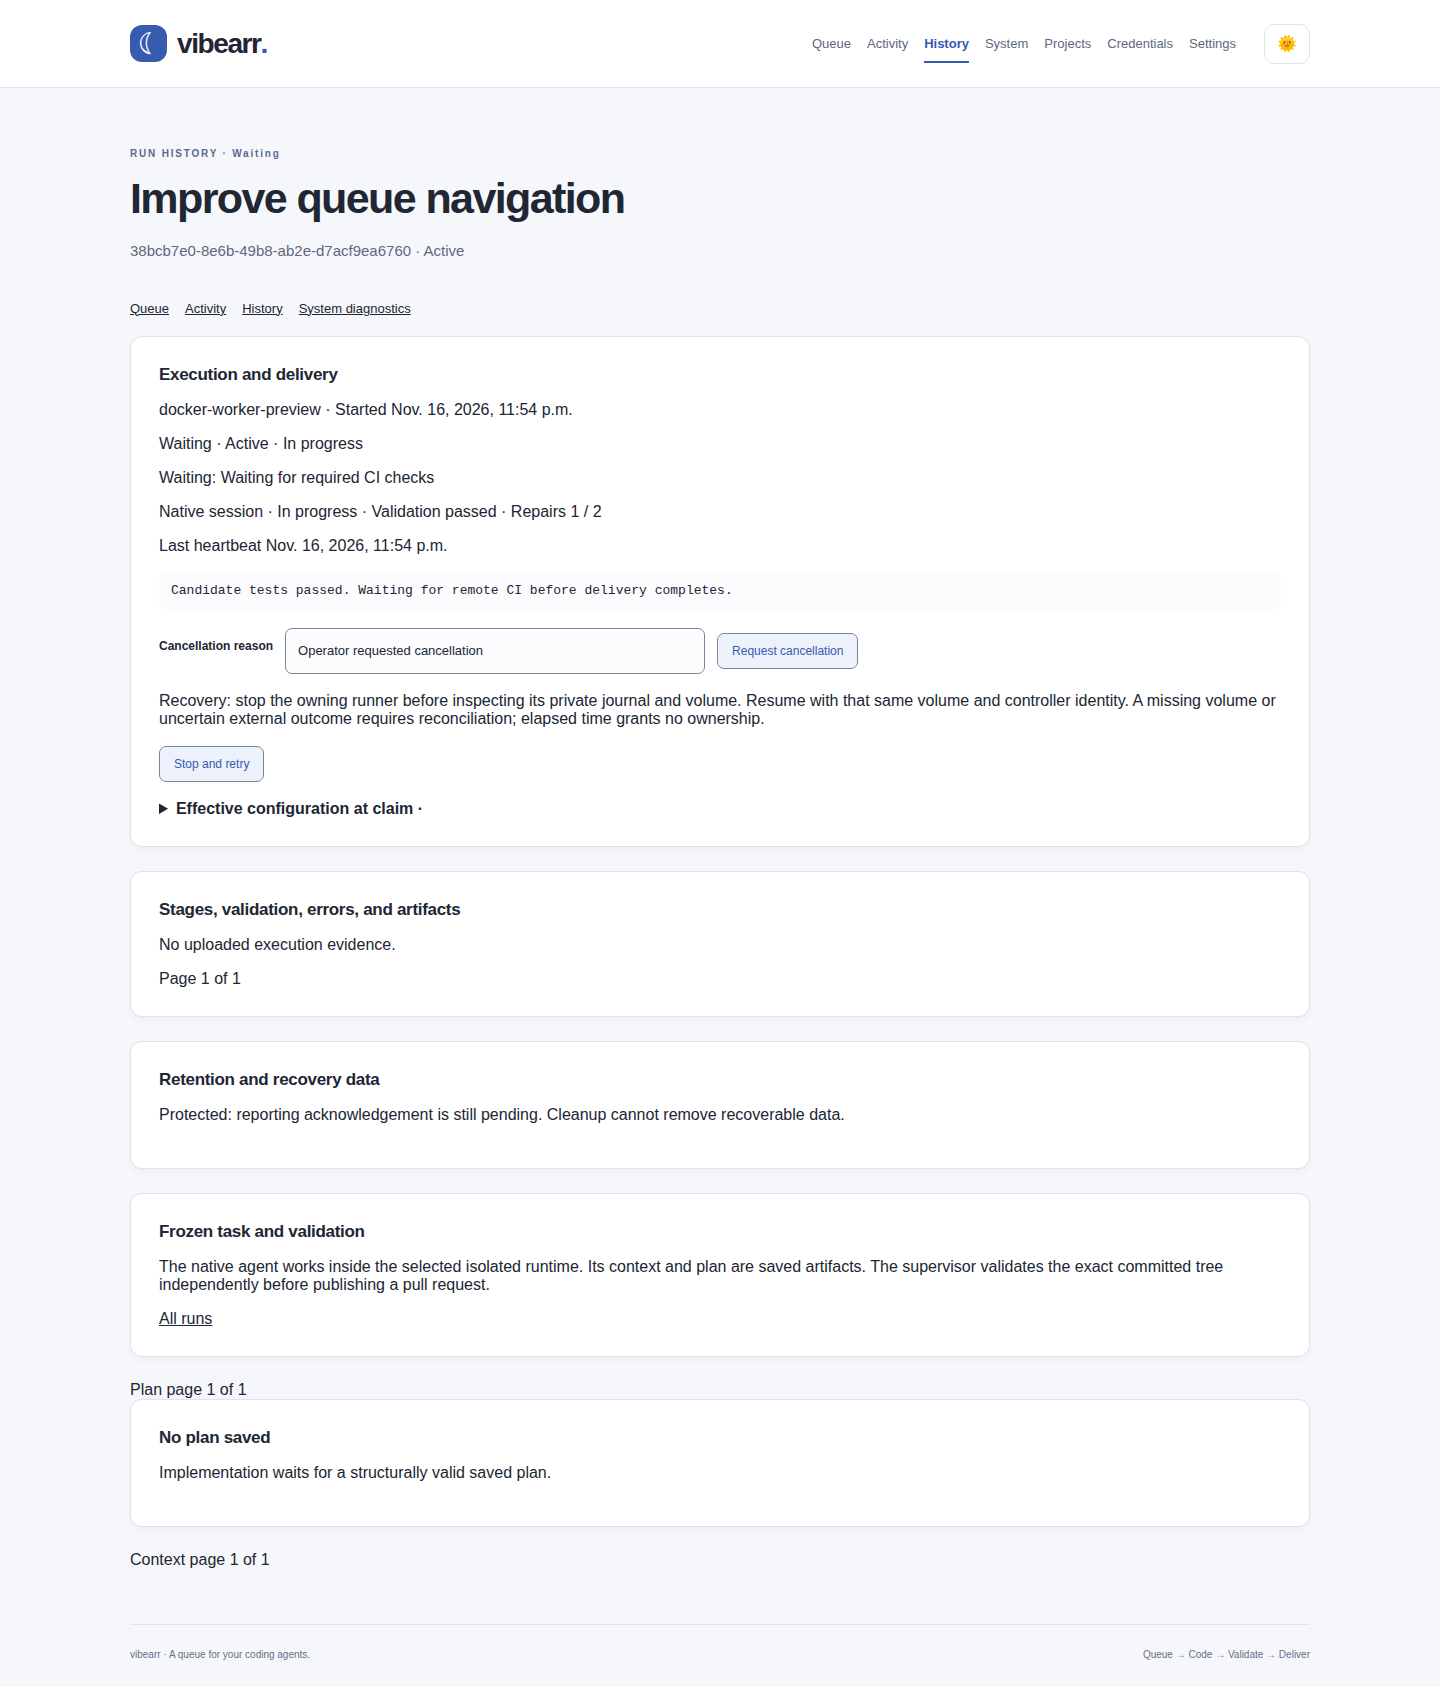 vibearr.
Queue Activity History System Projects Credentials Settings
RUN HISTORY · Waiting
Improve queue navigation
38bcb7e0-8e6b-49b8-ab2e-d7acf9ea6760 · Active
Queue Activity History System diagnostics
Execution and delivery
docker-worker-preview · Started Nov. 16, 2026, 11:54 p.m.
Waiting · Active · In progress
Waiting: Waiting for required CI checks
Native session · In progress · Validation passed · Repairs 1 / 2
Last heartbeat Nov. 16, 2026, 11:54 p.m.
Candidate tests passed. Waiting for remote CI before delivery completes.
Cancellation reason Operator requested cancellation Request cancellation
Recovery: stop the owning runner before inspecting its private journal and volume. Resume with that same volume and controller identity. A missing volume or
uncertain external outcome requires reconciliation; elapsed time grants no ownership.
Stop and retry
Effective configuration at claim ·
Stages, validation, errors, and artifacts
No uploaded execution evidence.
Page 1 of 1
Retention and recovery data
Protected: reporting acknowledgement is still pending. Cleanup cannot remove recoverable data.
Frozen task and validation
The native agent works inside the selected isolated runtime. Its context and plan are saved artifacts. The supervisor validates the exact committed tree
independently before publishing a pull request.
All runs
Plan page 1 of 1
No plan saved
Implementation waits for a structurally valid saved plan.
Context page 1 of 1
vibearr · A queue for your coding agents.
Queue → Code → Validate → Deliver